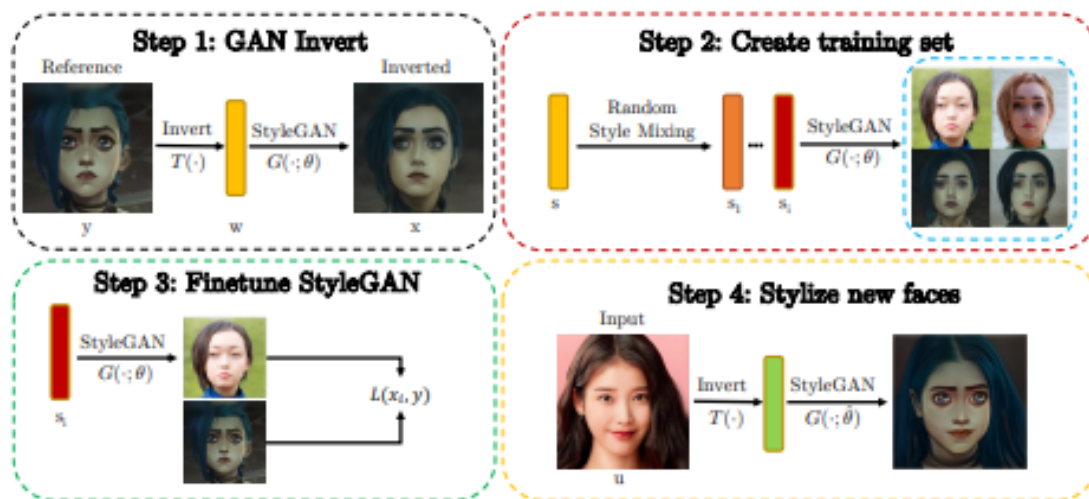 Step 1: GAN Invert
Reference
Inverted
Invert
T(·)
StyleGAN
G(·;θ)
y
w
x
Step 2: Create training set
Random
Style Mixing
StyleGAN
G(·;θ)
s
s₁
...
sᵢ
Step 3: Finetune StyleGAN
StyleGAN
G(·;θ)
sᵢ
L(xᵢ, y)
Step 4: Stylize new faces
Input
Invert
T(·)
StyleGAN
G(·;θ̂)
u